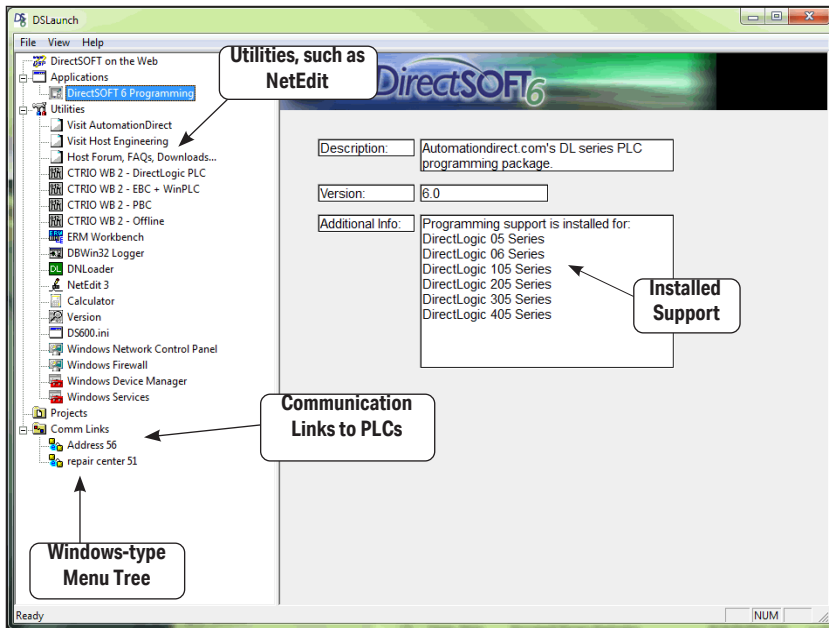 DSLaunch
File View Help
DirectSOFT on the Web
Applications
DirectSOFT 6 Programming
Utilities
Visit AutomationDirect
Visit Host Engineering
Host Forum, FAQs, Downloads...
CTRIO WB 2 - DirectLogic PLC
CTRIO WB 2 - EBC + WinPLC
CTRIO WB 2 - PBC
CTRIO WB 2 - Offline
ERM Workbench
DBWin32 Logger
DNLoader
NetEdit 3
Calculator
Version
DS600.ini
Windows Network Control Panel
Windows Firewall
Windows Device Manager
Windows Services
Projects
Comm Links
Address 56
repair center 51
Utilities, such as
NetEdit
DirectSOFT6
Description:
Automationdirect.com's DL series PLC
programming package.
Version:
6.0
Additional Info:
Programming support is installed for:
DirectLogic 05 Series
DirectLogic 06 Series
DirectLogic 105 Series
DirectLogic 205 Series
DirectLogic 305 Series
DirectLogic 405 Series
Installed
Support
Communication
Links to PLCs
Windows-type
Menu Tree
Ready
NUM